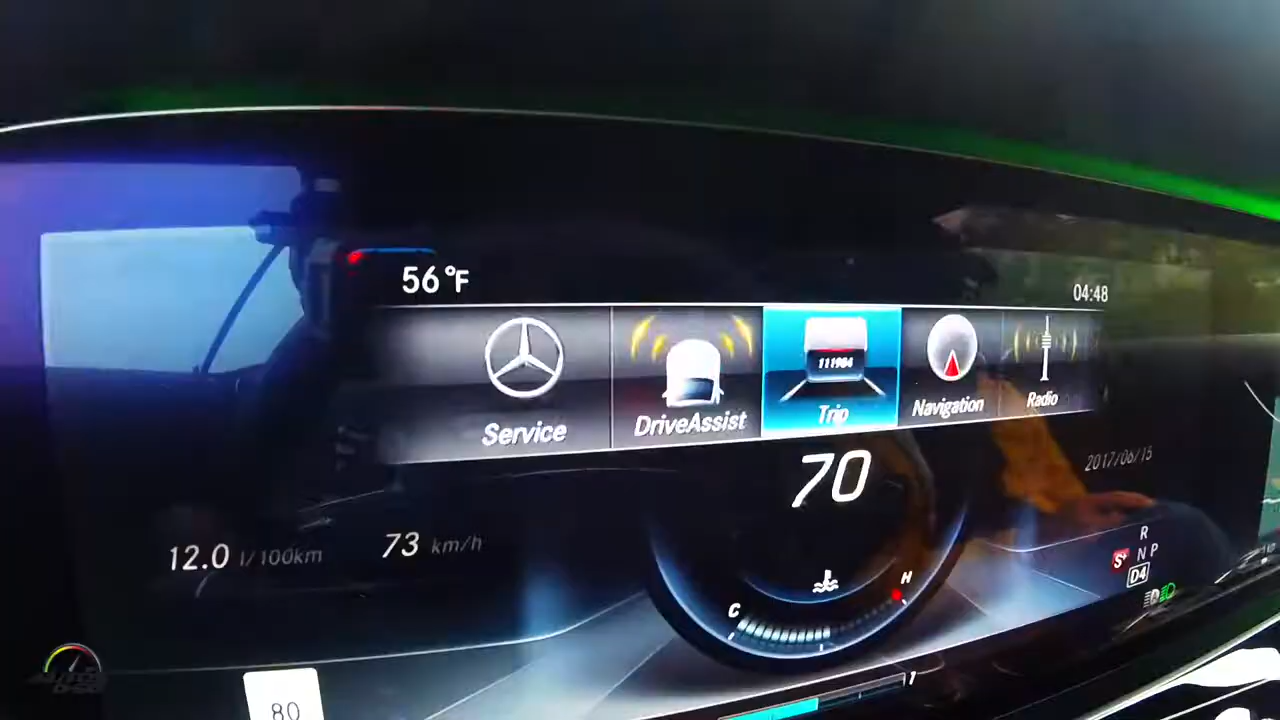 56°F
04:48
111984
Service
DriveAssist
Trip
Navigation
Radio
70
2017/06/15
12.0 l/100km
73 km/h
R
N P
S+
D4
H
C
1
80